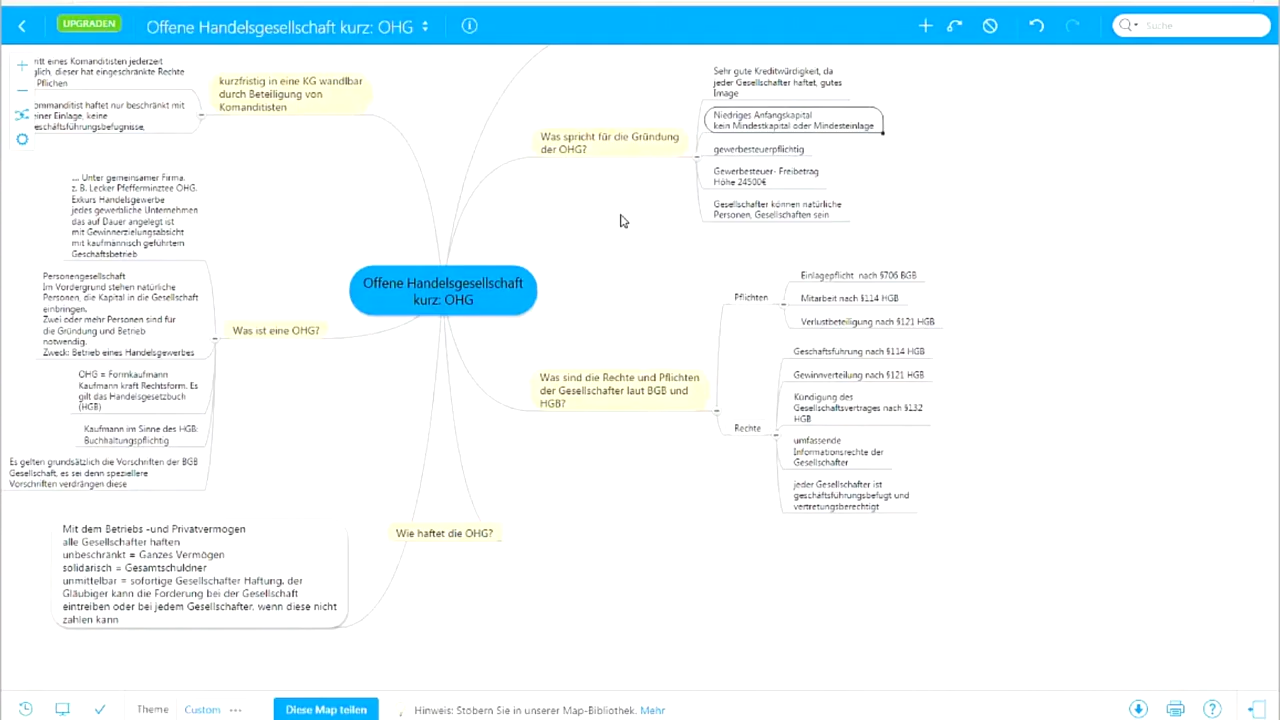 UPGRADEN
Offene Handelsgesellschaft kurz: OHG
Suche
ritt eines Komanditisten jederzeit
glich, dieser hat eingeschränkte Rechte
Pflichen
ommanditist haftet nur beschränkt mit
einer Einlage, keine
eschäftsführungsbefugnisse,
kurzfristig in eine KG wandlbar
durch Beteiligung von
Komanditisten
... Unter gemeinsamer Firma.
z. B. Lecker Pfefferminztee OHG.
Exkurs Handelsgewerbe
jedes gewerbliche Unternehmen
das auf Dauer angelegt ist
mit Gewinnerzielungsabsicht
mit kaufmännisch geführtem
Geschäftsbetrieb
Personengesellschaft
Im Vordergrund stehen natürliche
Personen, die Kapital in die Gesellschaft
einbringen.
Zwei oder mehr Personen sind für
die Gründung und Betrieb
notwendig.
Zweck: Betrieb eines Handelsgewerbes
OHG = Formkaufmann
Kaufmann kraft Rechtsform. Es
gilt das Handelsgesetzbuch
(HGB)
Kaufmann im Sinne des HGB:
Buchhaltungspflichtig
Es gelten grundsätzlich die Vorschriften der BGB
Gesellschaft, es sei denn speziellere
Vorschriften verdrängen diese
Was ist eine OHG?
Offene Handelsgesellschaft
kurz: OHG
Was spricht für die Gründung
der OHG?
Sehr gute Kreditwürdigkeit, da
jeder Gesellschafter haftet, gutes
Image
Niedriges Anfangskapital
kein Mindestkapital oder Mindesteinlage
gewerbesteuerpflichtig
Gewerbesteuer- Freibetrag
Höhe 24500€
Gesellschafter können natürliche
Personen, Gesellschaften sein
Was sind die Rechte und Pflichten
der Gesellschafter laut BGB und
HGB?
Pflichten
Einlagepflicht nach §706 BGB
Mitarbeit nach §114 HGB
Verlustbeteiligung nach §121 HGB
Rechte
Geschäftsführung nach §114 HGB
Gewinnverteilung nach §121 HGB
Kündigung des
Gesellschaftsvertrages nach §132
HGB
umfassende
Informationsrechte der
Gesellschafter
jeder Gesellschafter ist
geschäftsführungsbefugt und
vertretungsberechtigt
Wie haftet die OHG?
Mit dem Betriebs -und Privatvermögen
alle Gesellschafter haften
unbeschränkt = Ganzes Vermögen
solidarisch = Gesamtschuldner
unmittelbar = sofortige Gesellschafter Haftung, der
Gläubiger kann die Forderung bei der Gesellschaft
eintreiben oder bei jedem Gesellschafter, wenn diese nicht
zahlen kann
Theme
Custom
Diese Map teilen
Hinweis: Stöbern Sie in unserer Map-Bibliothek. Mehr